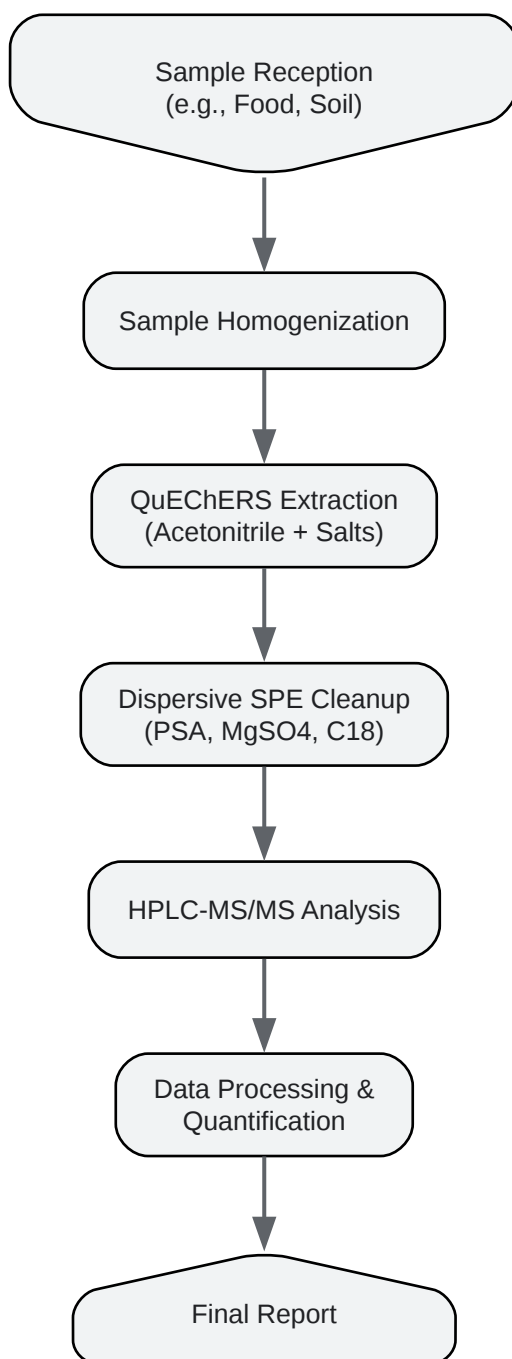 Sample Reception
(e.g., Food, Soil)
Sample Homogenization
QuEChERS Extraction
(Acetonitrile + Salts)
Dispersive SPE Cleanup
(PSA, MgSO4, C18)
HPLC-MS/MS Analysis
Data Processing &
Quantification
Final Report